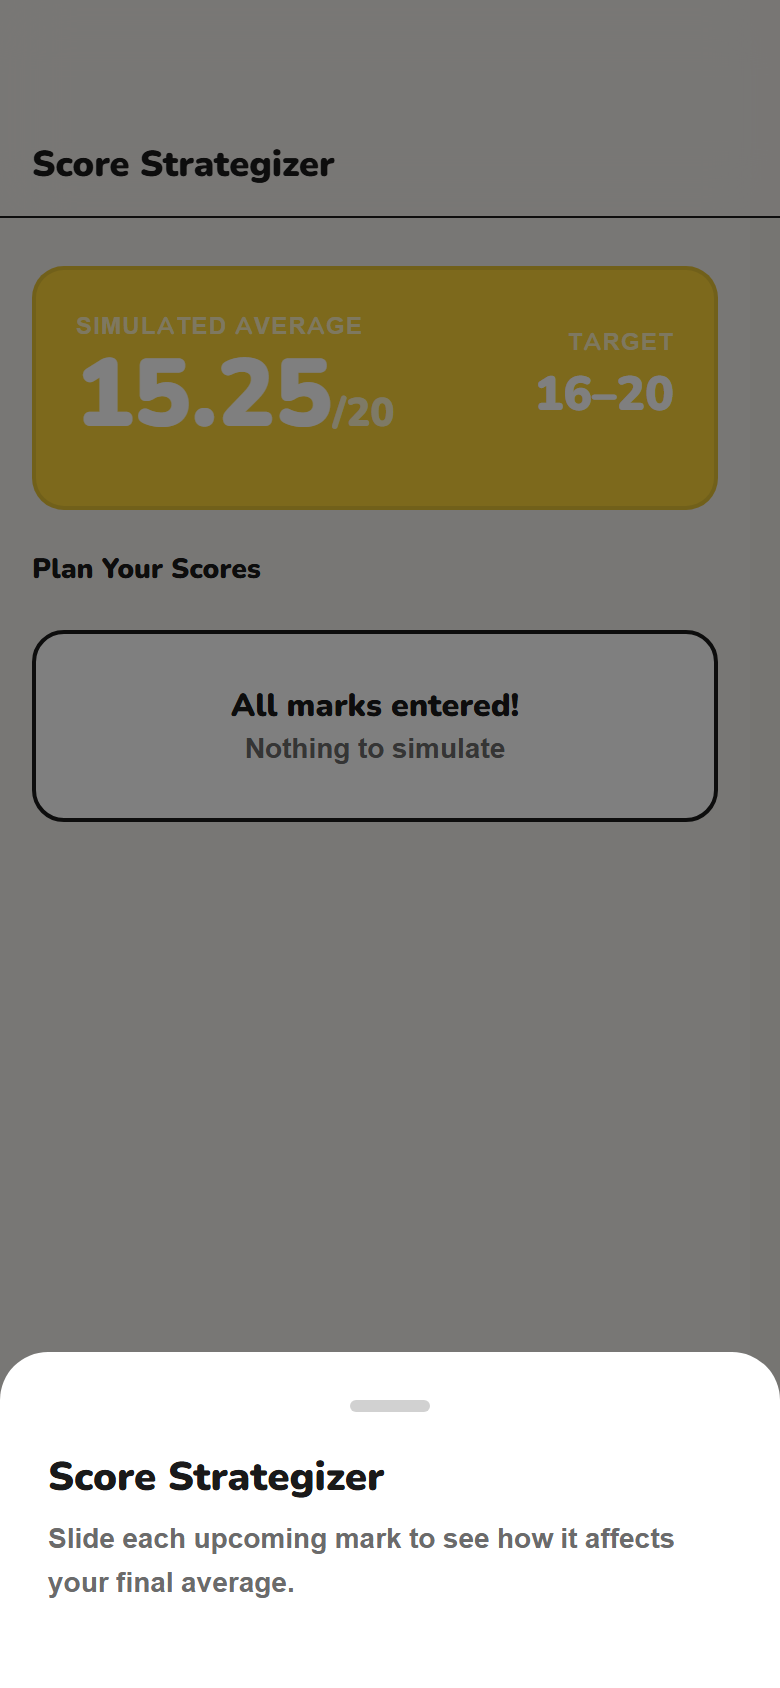 Score Strategizer
SIMULATED AVERAGE
15.25/20
TARGET
16–20
Plan Your Scores
All marks entered!
Nothing to simulate
Score Strategizer
Slide each upcoming mark to see how it affects
your final average.